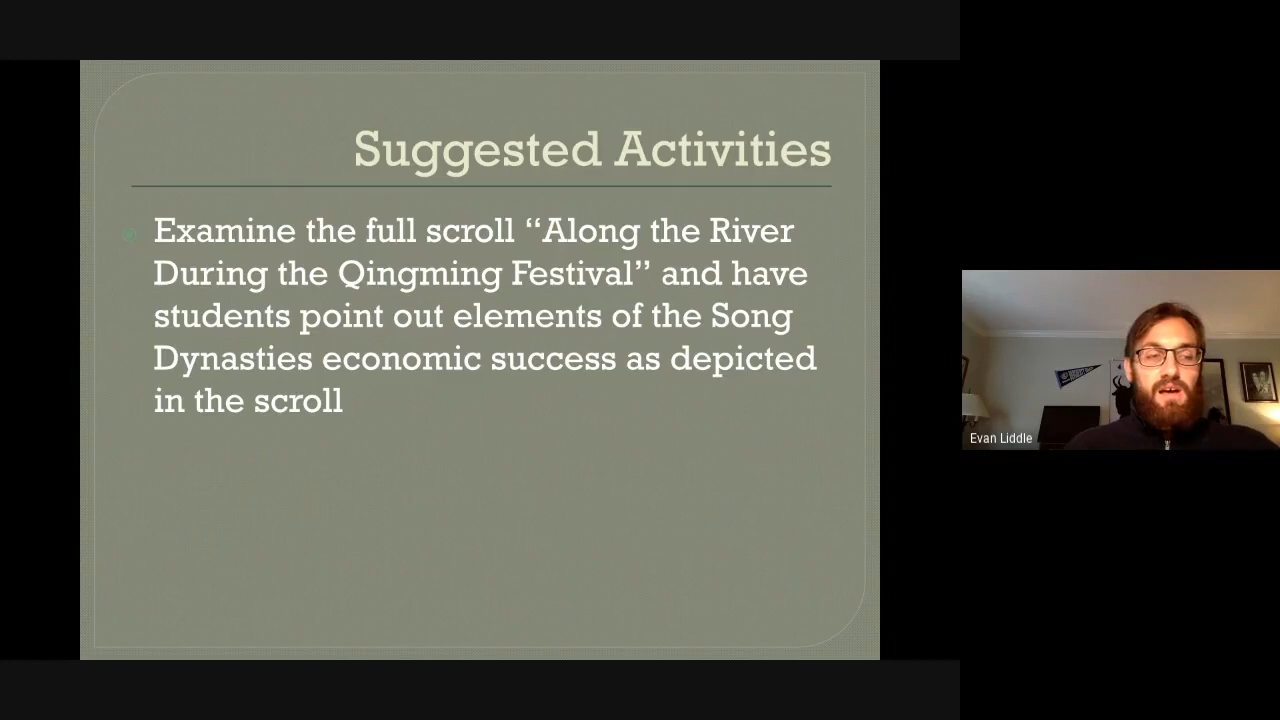 Suggested Activities
Examine the full scroll “Along the River
During the Qingming Festival” and have
students point out elements of the Song
Dynasties economic success as depicted
in the scroll
Evan Liddle